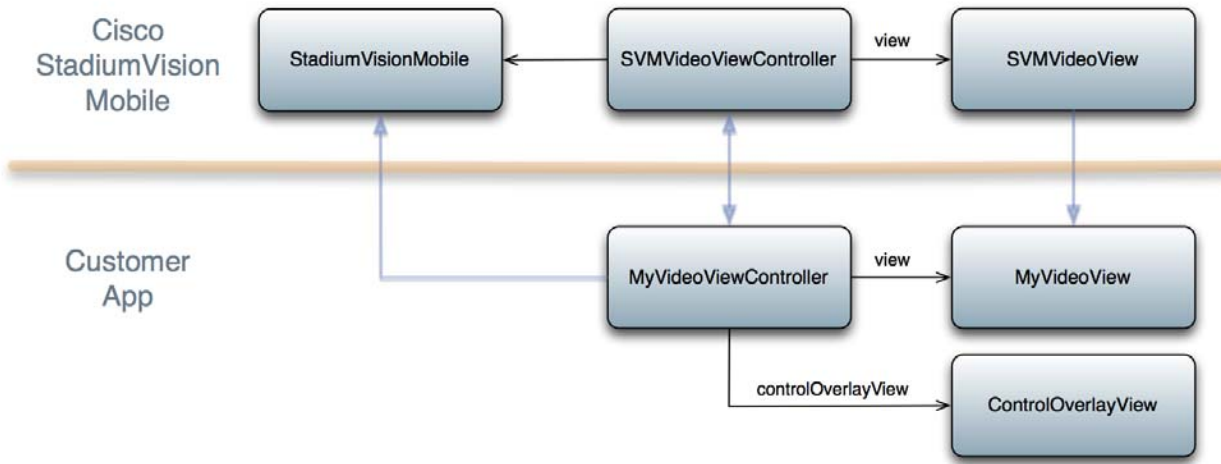 Cisco
StadiumVision
Mobile
StadiumVisionMobile
SVMVideoViewController
view
SVMVideoView
Customer
App
MyVideoViewController
view
MyVideoView
controlOverlayView
ControlOverlayView